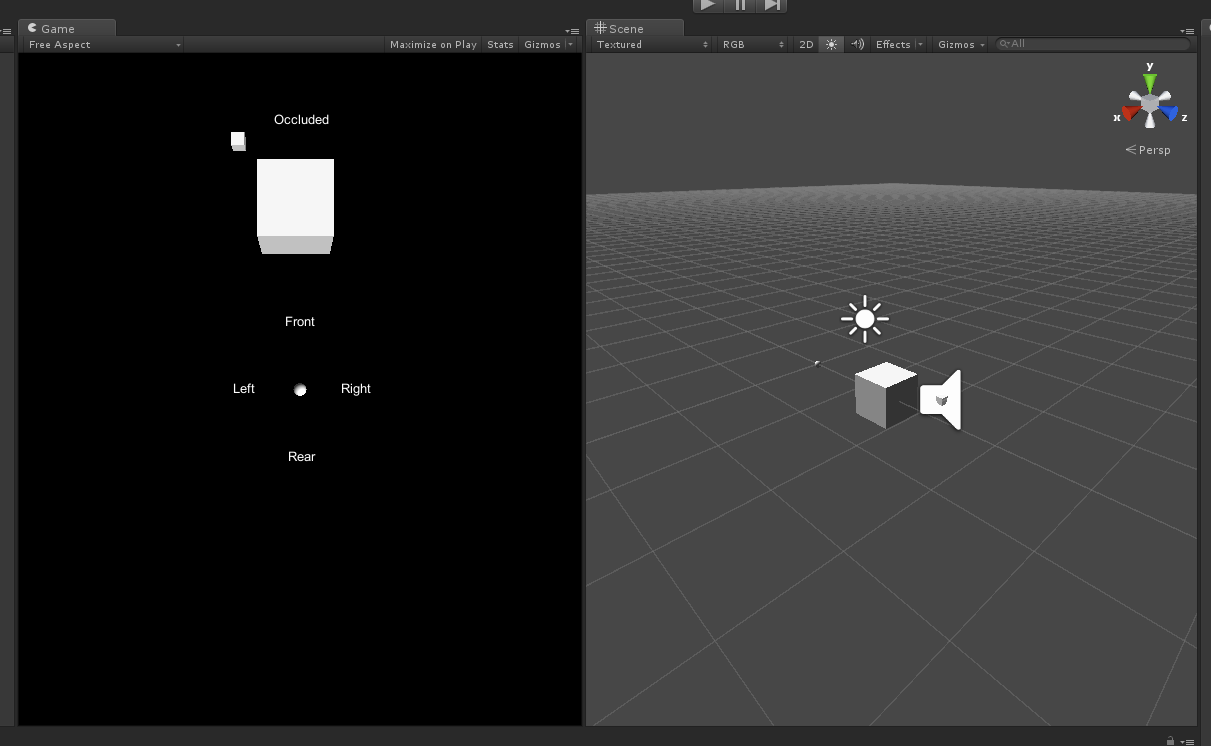 Game
Free Aspect
Maximize on Play
Stats
Gizmos
Occluded
Front
Left
Right
Rear
Scene
Textured
RGB
2D
Effects
Gizmos
All
y
x
z
Persp